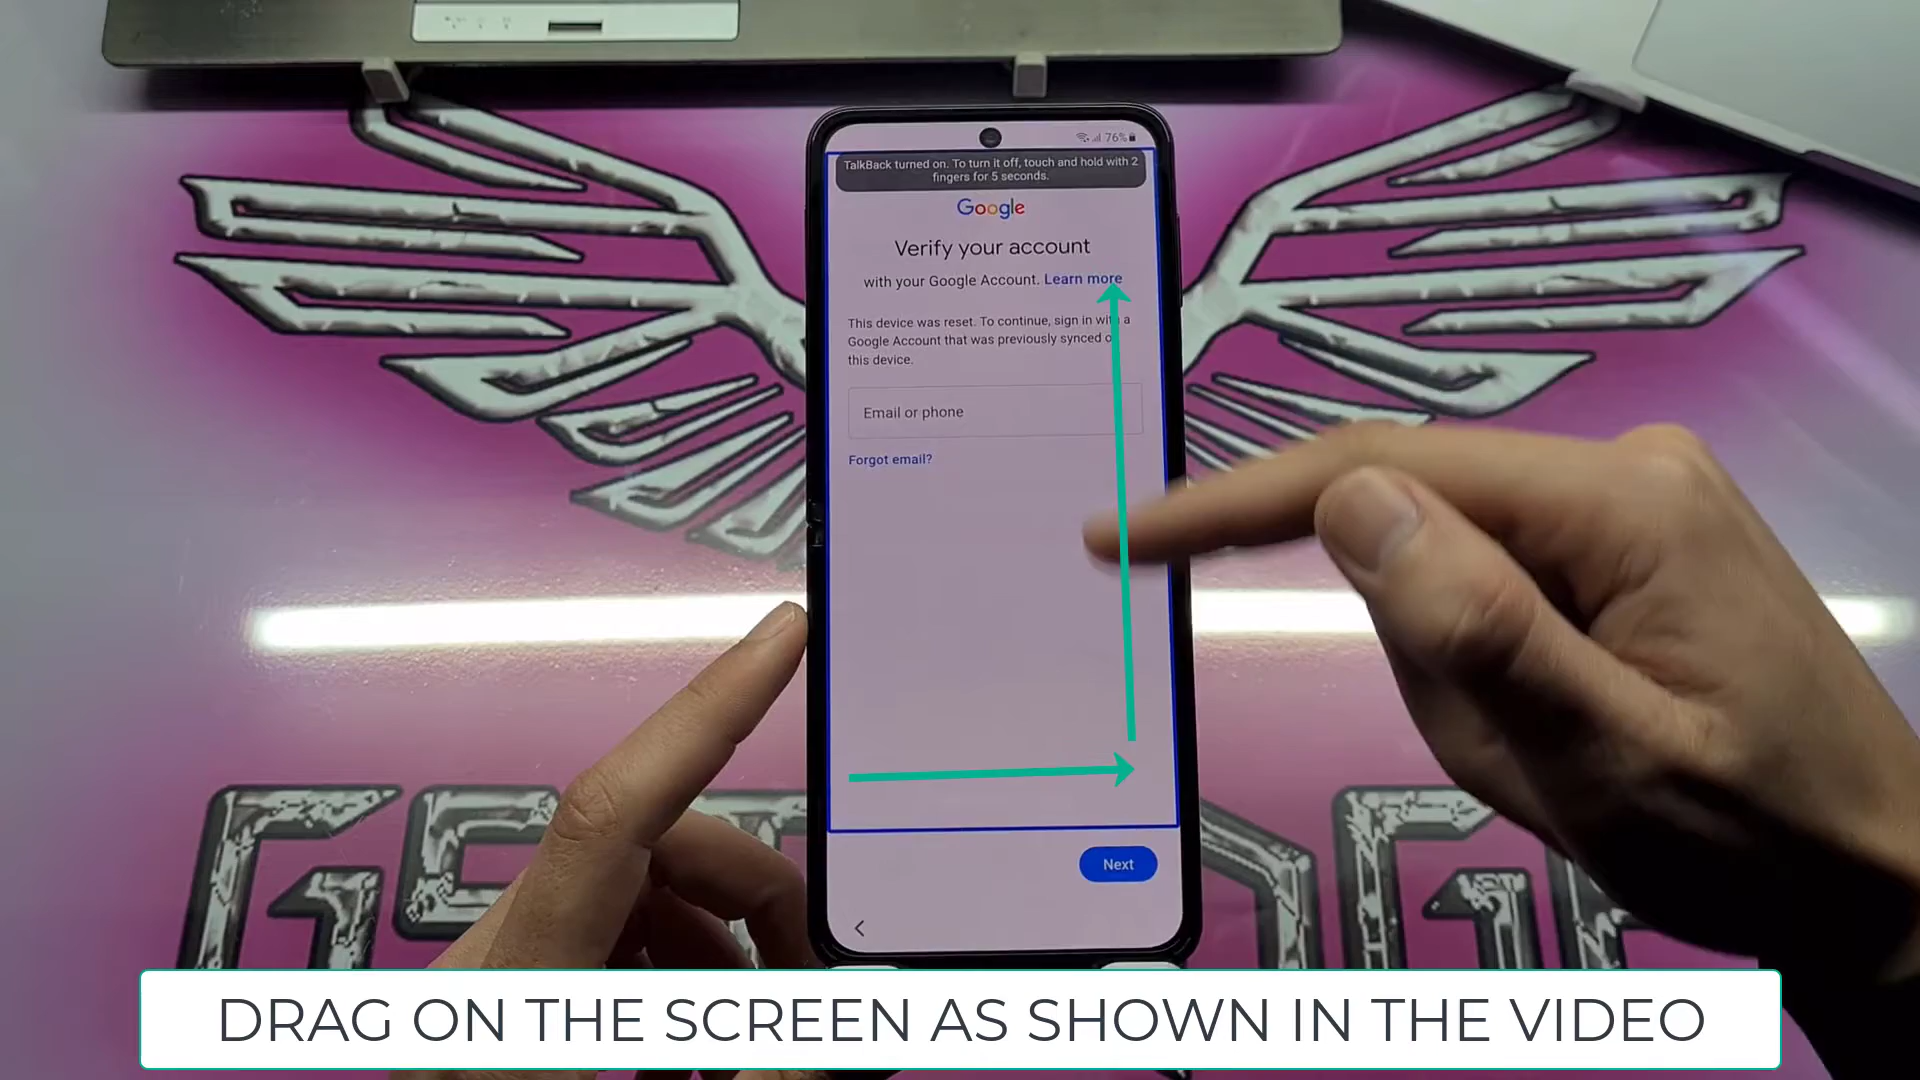 76%
TalkBack turned on. To turn it off, touch and hold with 2
fingers for 5 seconds.
Google
Verify your account
with your Google Account. Learn more
This device was reset. To continue, sign in with a
Google Account that was previously synced
this device.
Email or phone
Forgot email?
Next
DRAG ON THE SCREEN AS SHOWN IN THE VIDEO